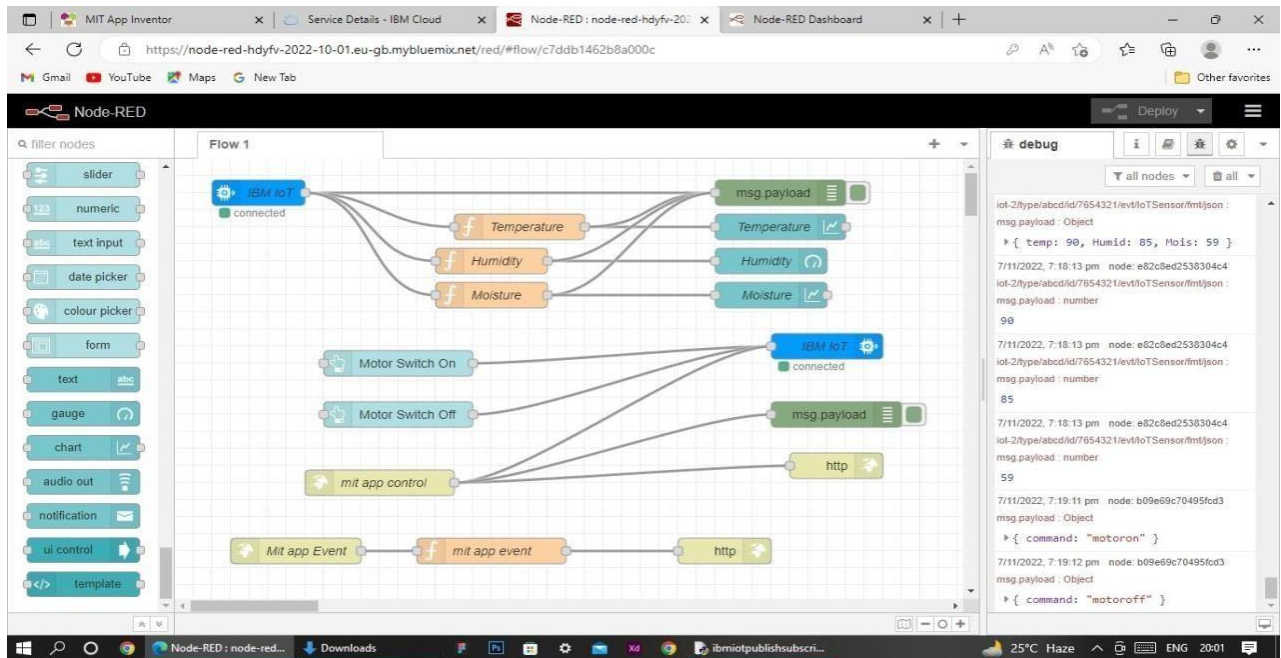 MIT App Inventor
Service Details - IBM Cloud
Node-RED : node-red-hdyfv-202
Node-RED Dashboard
https://node-red-hdyfv-2022-10-01.eu-gb.mybluemix.net/red/#flow/c7ddb1462b8a000c
Gmail YouTube Maps New Tab Other favorites
Node-RED Deploy
filter nodes
Flow 1
debug
all nodes all
slider
numeric
text input
date picker
colour picker
form
text
gauge
chart
audio out
notification
ui control
template
IBM IoT
connected
msg.payload
Temperature Temperature
Humidity Humidity
Moisture Moisture
Motor Switch On
IBM IoT
connected
Motor Switch Off
msg.payload
mit app control
http
Mit app Event mit app event http
iot-2/type/abcd/id/7654321/evt/IoTSensor/fmt/json :
msg.payload : Object
{ temp: 90, Humid: 85, Mois: 59 }
7/11/2022, 7:18:13 pm node: e82c8ed2538304c4
iot-2/type/abcd/id/7654321/evt/IoTSensor/fmt/json :
msg.payload : number
90
7/11/2022, 7:18:13 pm node: e82c8ed2538304c4
iot-2/type/abcd/id/7654321/evt/IoTSensor/fmt/json :
msg.payload : number
85
7/11/2022, 7:18:13 pm node: e82c8ed2538304c4
iot-2/type/abcd/id/7654321/evt/IoTSensor/fmt/json :
msg.payload : number
59
7/11/2022, 7:19:11 pm node: b09e69c70495fcd3
msg.payload : Object
{ command: "motoron" }
7/11/2022, 7:19:12 pm node: b09e69c70495fcd3
msg.payload : Object
{ command: "motoroff" }
Node-RED : node-red... Downloads ibmiotpublishsubscri... 25°C Haze ENG 20:01